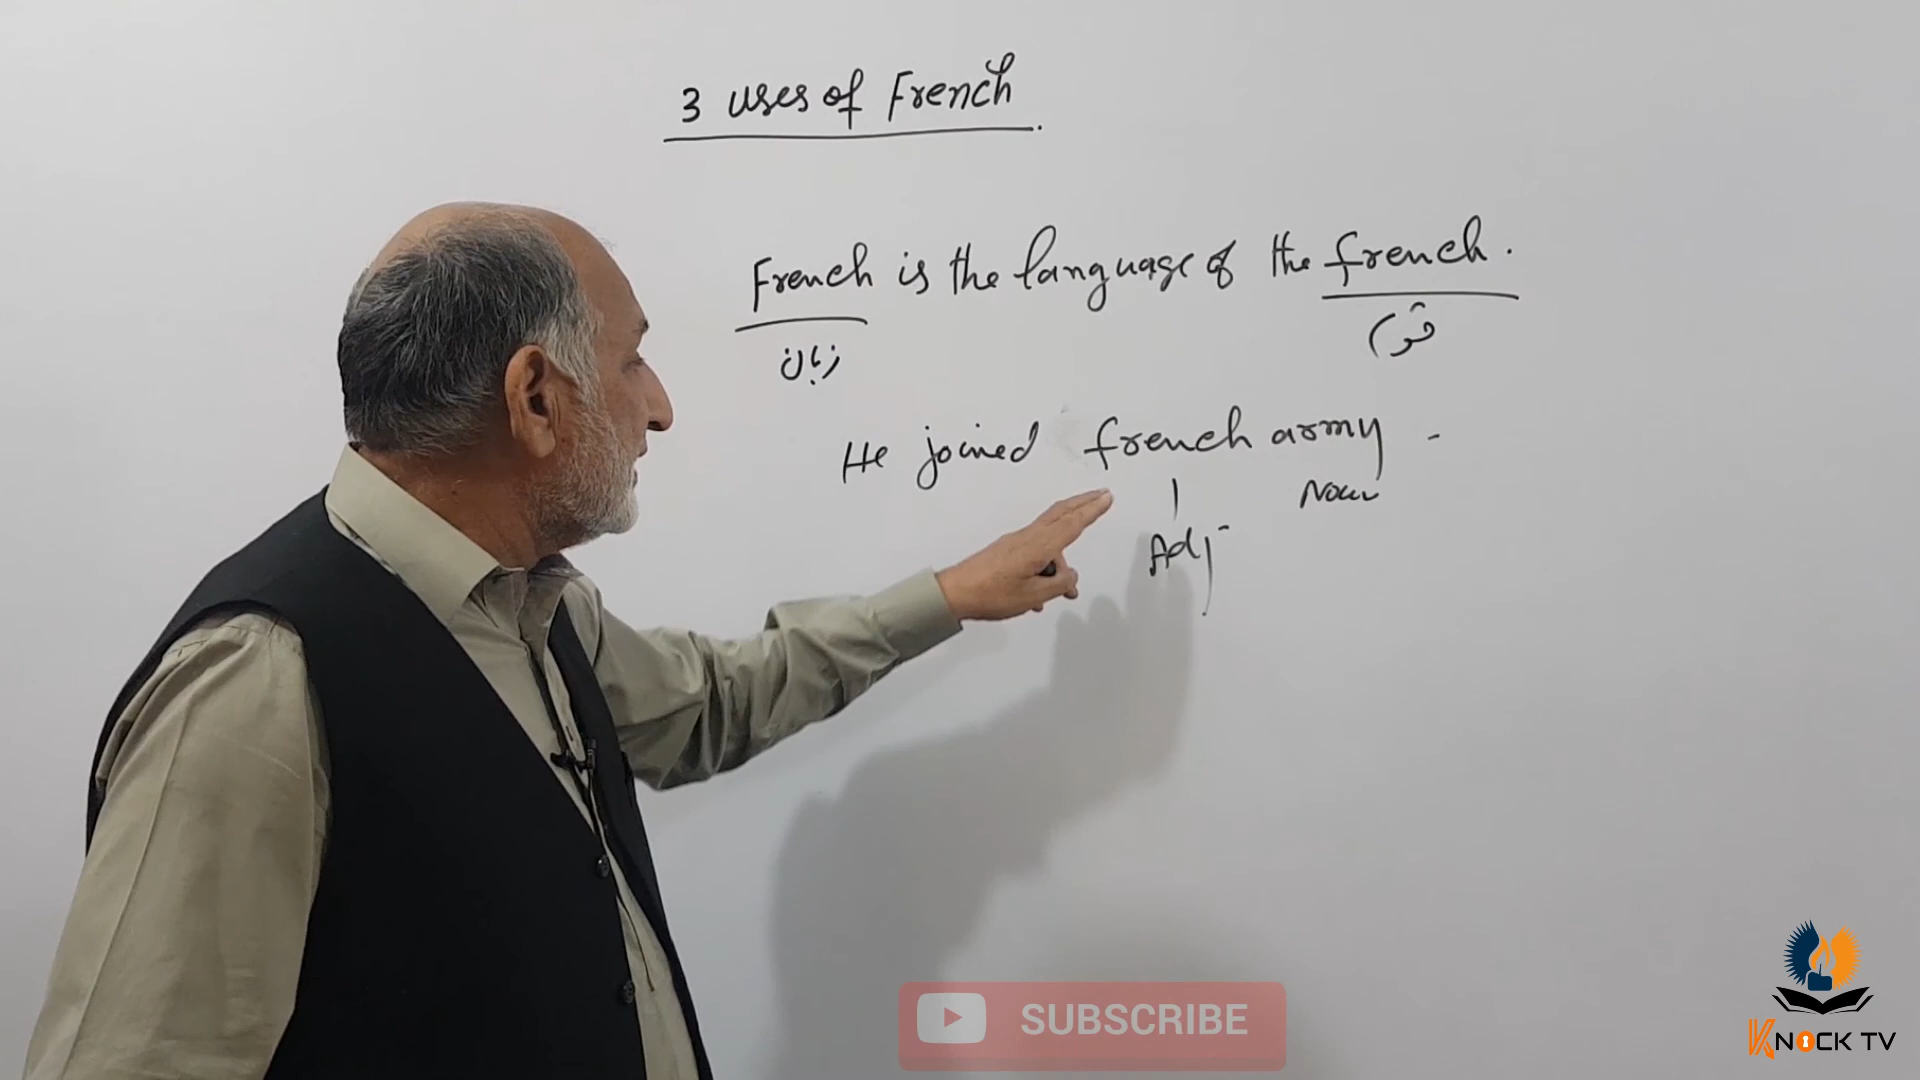 3 uses of French.
French is the language of the french.
زبان
قوم
He joined french army.
Noun
Adj
SUBSCRIBE
KNOCK TV